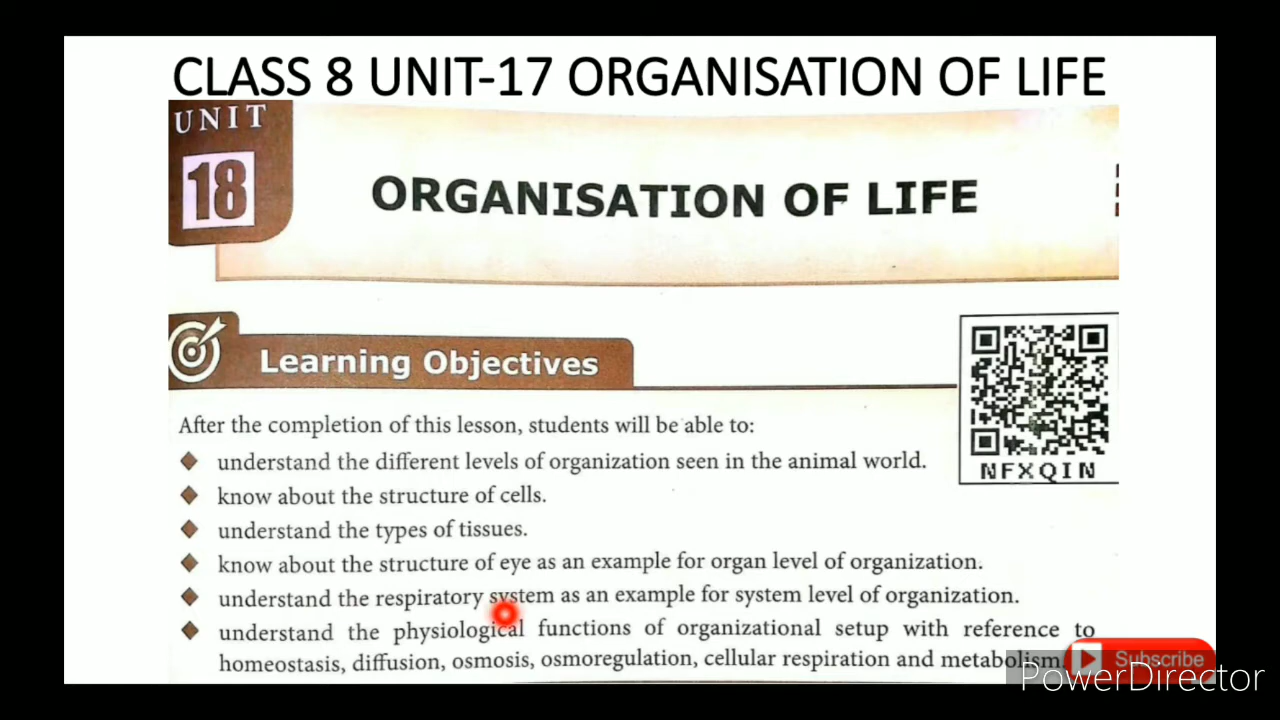 CLASS 8 UNIT-17 ORGANISATION OF LIFE
UNIT
18
ORGANISATION OF LIFE
Learning Objectives
After the completion of this lesson, students will be able to:
understand the different levels of organization seen in the animal world.
know about the structure of cells.
understand the types of tissues.
know about the structure of eye as an example for organ level of organization.
understand the respiratory system as an example for system level of organization.
understand the physiological functions of organizational setup with reference to
homeostasis, diffusion, osmosis, osmoregulation, cellular respiration and metabolism.
NFXQIN
Subscribe
PowerDirector